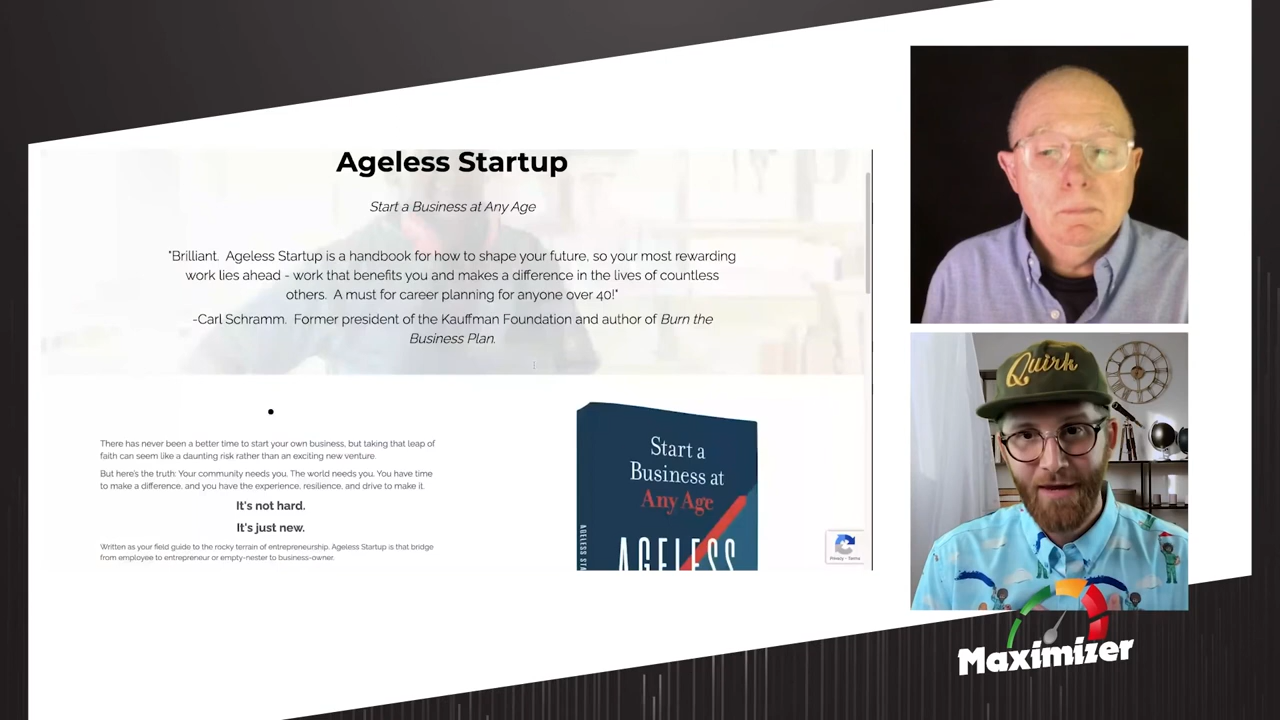 Ageless Startup
Start a Business at Any Age
"Brilliant. Ageless Startup is a handbook for how to shape your future, so your most rewarding
work lies ahead - work that benefits you and makes a difference in the lives of countless
others. A must for career planning for anyone over 40!"
-Carl Schramm. Former president of the Kauffman Foundation and author of Burn the
Business Plan.
There has never been a better time to start your own business, but taking that leap of
faith can seem like a daunting risk rather than an exciting new venture.
But here's the truth: Your community needs you. The world needs you. You have time
to make a difference, and you have the experience, resilience, and drive to make it.
It's not hard.
It's just new.
Written as your field guide to the rocky terrain of entrepreneurship. Ageless Startup is that bridge
from employee to entrepreneur or empty-nester to business-owner.
Start a
Business at
Any Age
AGELESS
AGELESS STA
Privacy - Terms
Quirk
Maximizer